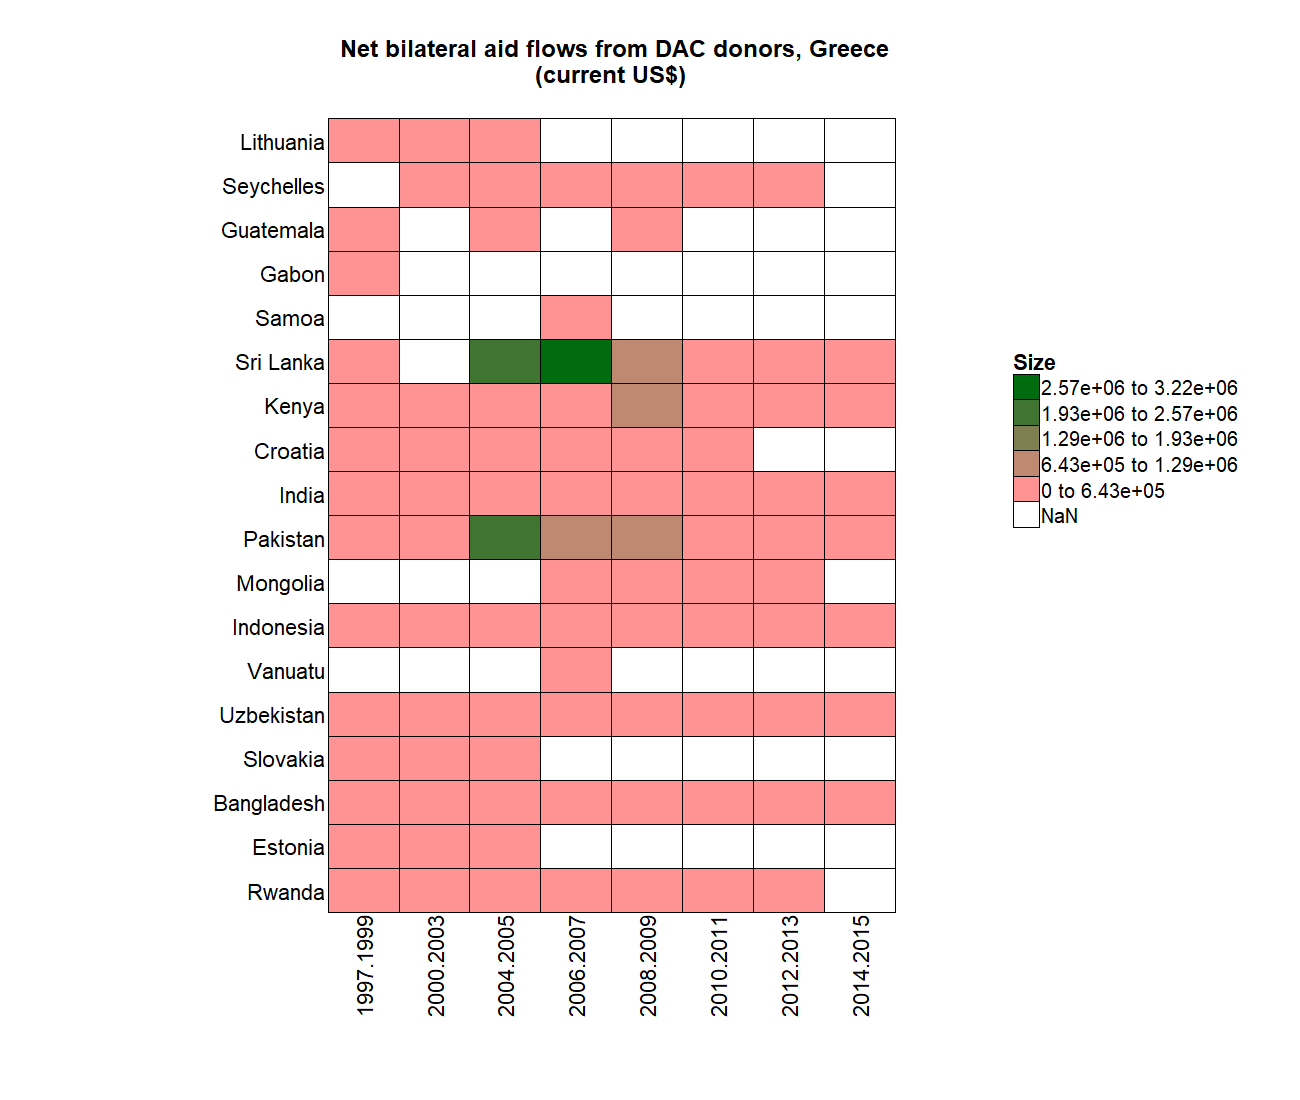 Net bilateral aid flows from DAC donors, Greece
(current US$)
Lithuania
Seychelles
Guatemala
Gabon
Samoa
Sri Lanka
Kenya
Croatia
India
Pakistan
Mongolia
Indonesia
Vanuatu
Uzbekistan
Slovakia
Bangladesh
Estonia
Rwanda
1997.1999
2000.2003
2004.2005
2006.2007
2008.2009
2010.2011
2012.2013
2014.2015
Size
2.57e+06 to 3.22e+06
1.93e+06 to 2.57e+06
1.29e+06 to 1.93e+06
6.43e+05 to 1.29e+06
0 to 6.43e+05
NaN